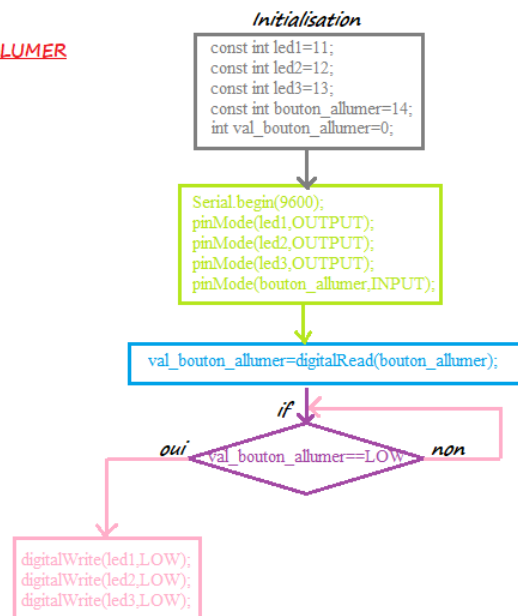 Initialisation
LUMER
const int led1=11;
const int led2=12;
const int led3=13;
const int bouton_allumer=14;
int val_bouton_allumer=0;
Serial.begin(9600);
pinMode(led1,OUTPUT);
pinMode(led2,OUTPUT);
pinMode(led3,OUTPUT);
pinMode(bouton_allumer,INPUT);
val_bouton_allumer=digitalRead(bouton_allumer);
if
oui
val_bouton_allumer==LOW
non
digitalWrite(led1,LOW);
digitalWrite(led2,LOW);
digitalWrite(led3,LOW);